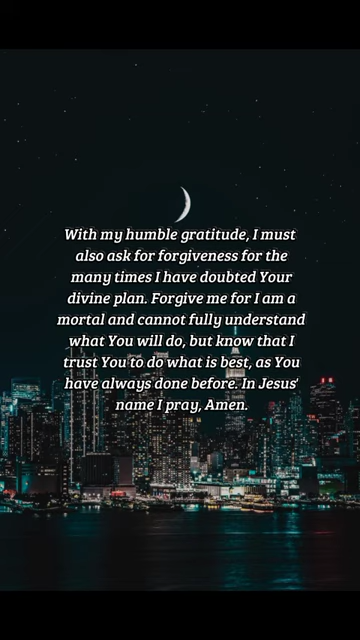 With my humble gratitude, I must
also ask for forgiveness for the
many times I have doubted Your
divine plan. Forgive me for I am a
mortal and cannot fully understand
what You will do, but know that I
trust You to do what is best, as You
have always done before. In Jesus'
name I pray, Amen.